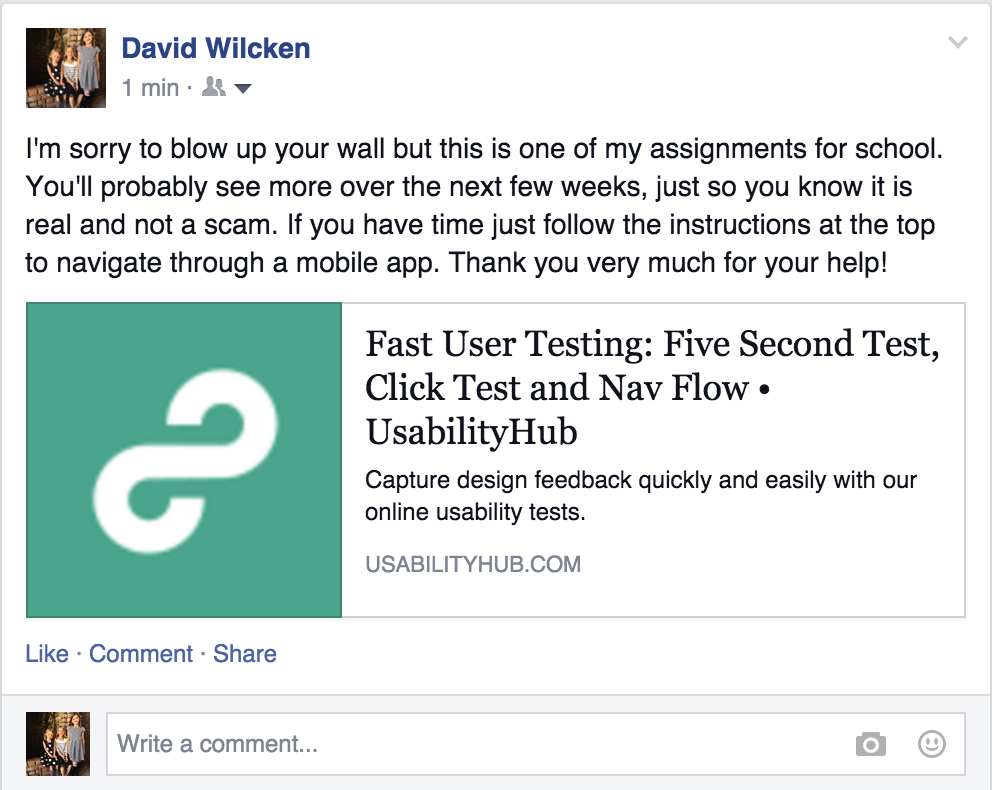 David Wilcken
1 min ·
I'm sorry to blow up your wall but this is one of my assignments for school.
You'll probably see more over the next few weeks, just so you know it is
real and not a scam. If you have time just follow the instructions at the top
to navigate through a mobile app. Thank you very much for your help!
Fast User Testing: Five Second Test,
Click Test and Nav Flow •
UsabilityHub
Capture design feedback quickly and easily with our
online usability tests.
USABILITYHUB.COM
Like · Comment · Share
Write a comment...